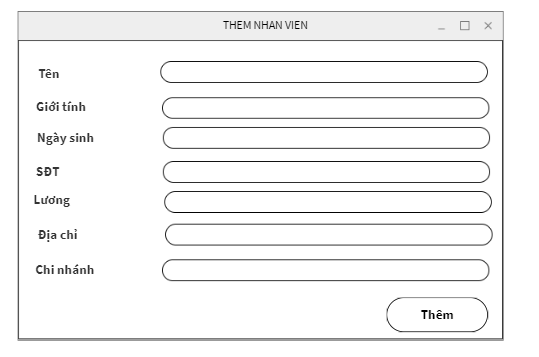 THEM NHAN VIEN
Tên
Giới tính
Ngày sinh
SĐT
Lương
Địa chỉ
Chi nhánh
Thêm